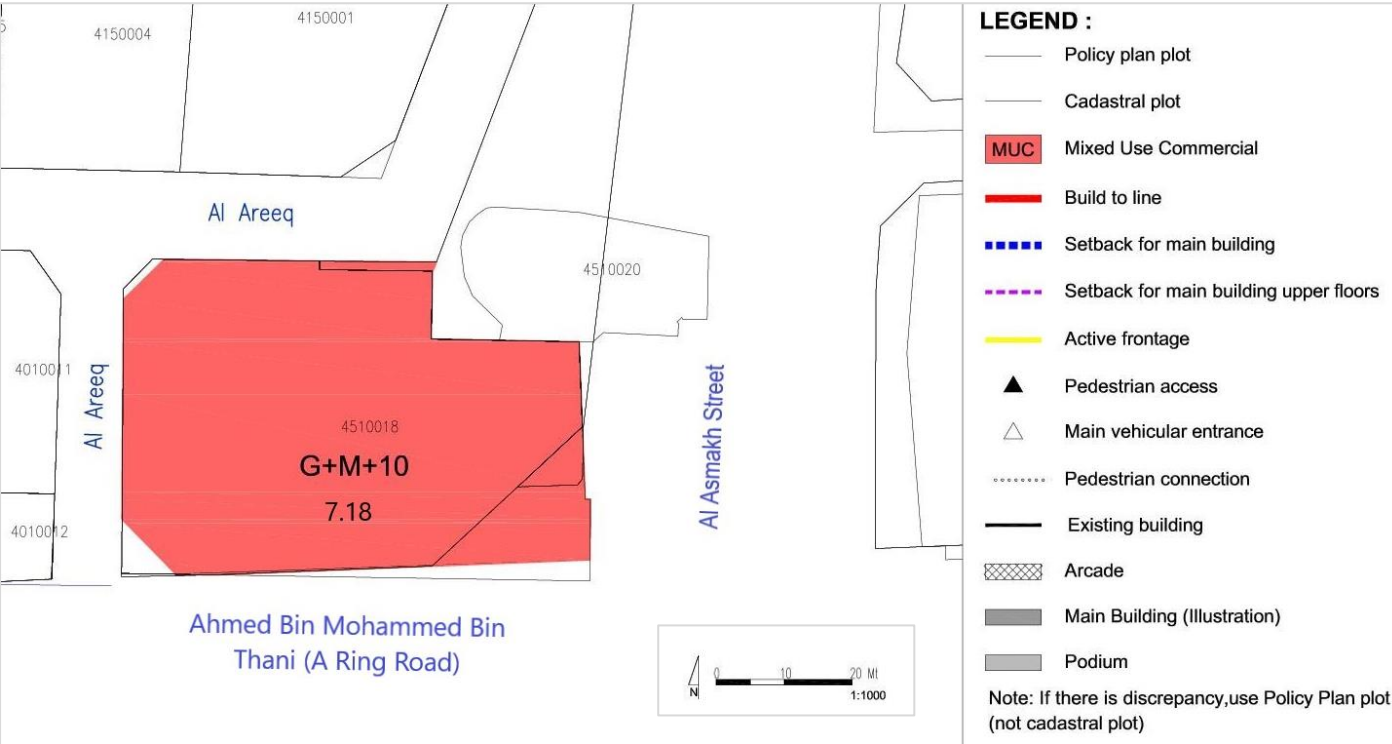 4150004
4150001
Al Areeq
4510020
4010011
Al Areeq
4510018
G+M+10
7.18
Al Asmakh Street
4010012
Ahmed Bin Mohammed Bin
Thani (A Ring Road)
0 10 20 Mt
N
1:1000
LEGEND :
Policy plan plot
Cadastral plot
MUC Mixed Use Commercial
Build to line
Setback for main building
Setback for main building upper floors
Active frontage
Pedestrian access
Main vehicular entrance
Pedestrian connection
Existing building
Arcade
Main Building (Illustration)
Podium
Note: If there is discrepancy,use Policy Plan plot
(not cadastral plot)